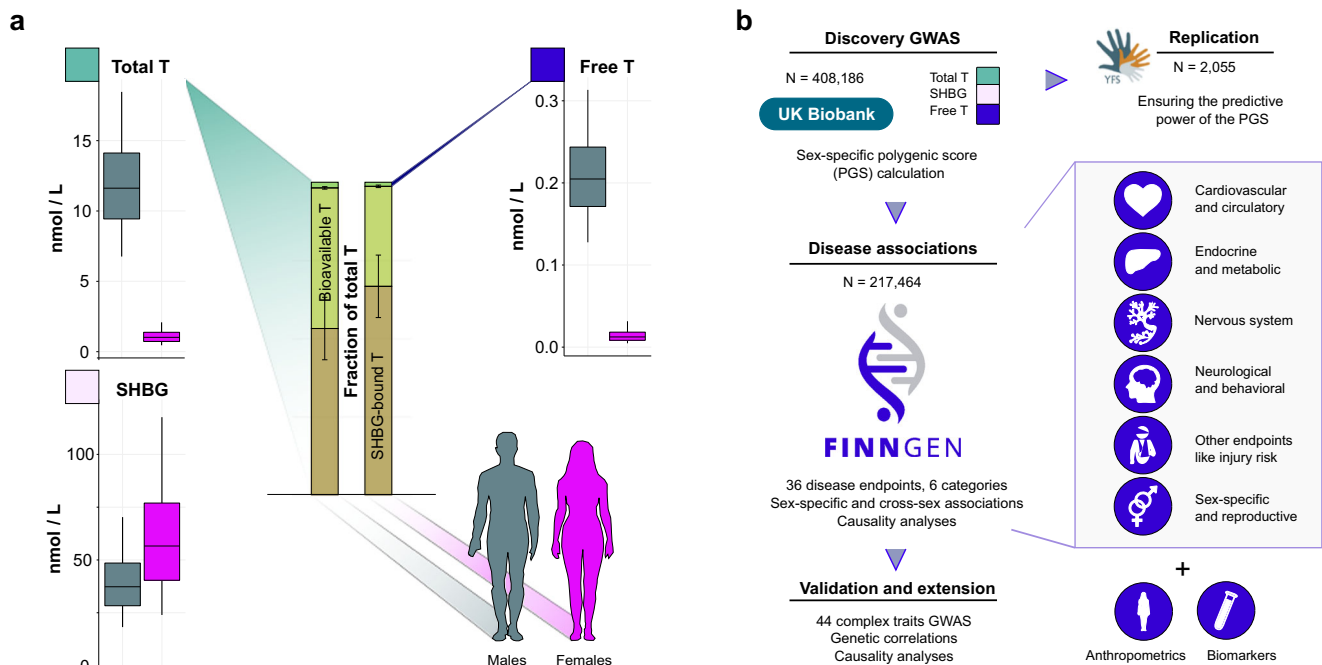 a
Total T
nmol / L
15
10
5
0
Free T
nmol / L
0.3
0.2
0.1
0.0
Bioavailable T
Fraction of total T
SHBG-bound T
SHBG
nmol / L
100
50
0
Males
Females
b
Discovery GWAS
N = 408,186
UK Biobank
Total T
SHBG
Free T
Sex-specific polygenic score
(PGS) calculation
YFS
Replication
N = 2,055
Ensuring the predictive
power of the PGS
Disease associations
N = 217,464
FINNGEN
36 disease endpoints, 6 categories
Sex-specific and cross-sex associations
Causality analyses
Validation and extension
44 complex traits GWAS
Genetic correlations
Causality analyses
Cardiovascular
and circulatory
Endocrine
and metabolic
Nervous system
Neurological
and behavioral
Other endpoints
like injury risk
Sex-specific
and reproductive
+
Anthropometrics
Biomarkers